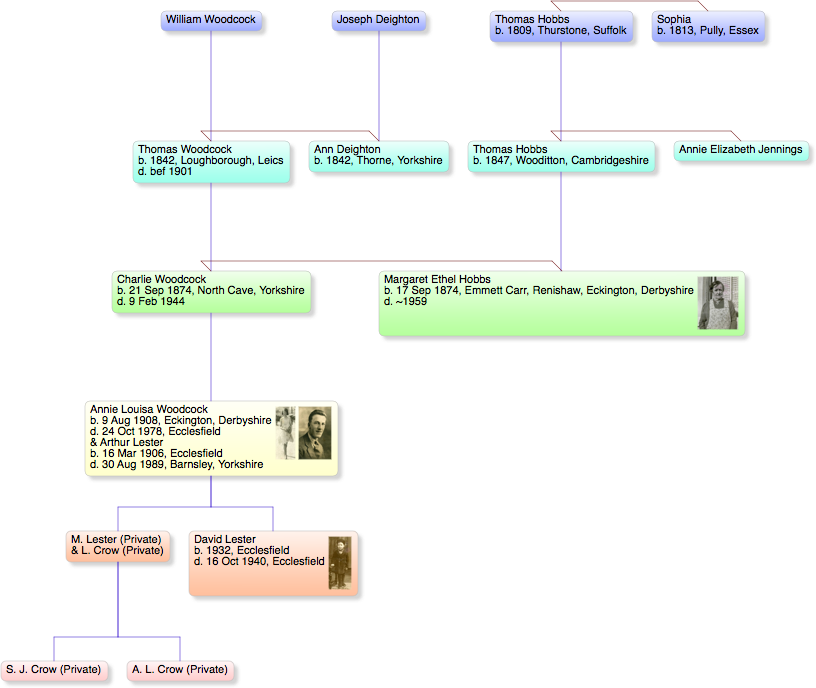 William Woodcock
Joseph Deighton
Thomas Hobbs
b. 1809, Thurstone, Suffolk
Sophia
b. 1813, Pully, Essex
Thomas Woodcock
b. 1842, Loughborough, Leics
d. bef 1901
Ann Deighton
b. 1842, Thorne, Yorkshire
Thomas Hobbs
b. 1847, Wooditton, Cambridgeshire
Annie Elizabeth Jennings
Charlie Woodcock
b. 21 Sep 1874, North Cave, Yorkshire
d. 9 Feb 1944
Margaret Ethel Hobbs
b. 17 Sep 1874, Emmett Carr, Renishaw, Eckington, Derbyshire
d. ~1959
Annie Louisa Woodcock
b. 9 Aug 1908, Eckington, Derbyshire
d. 24 Oct 1978, Ecclesfield
& Arthur Lester
b. 16 Mar 1906, Ecclesfield
d. 30 Aug 1989, Barnsley, Yorkshire
M. Lester (Private)
& L. Crow (Private)
David Lester
b. 1932, Ecclesfield
d. 16 Oct 1940, Ecclesfield
S. J. Crow (Private)
A. L. Crow (Private)